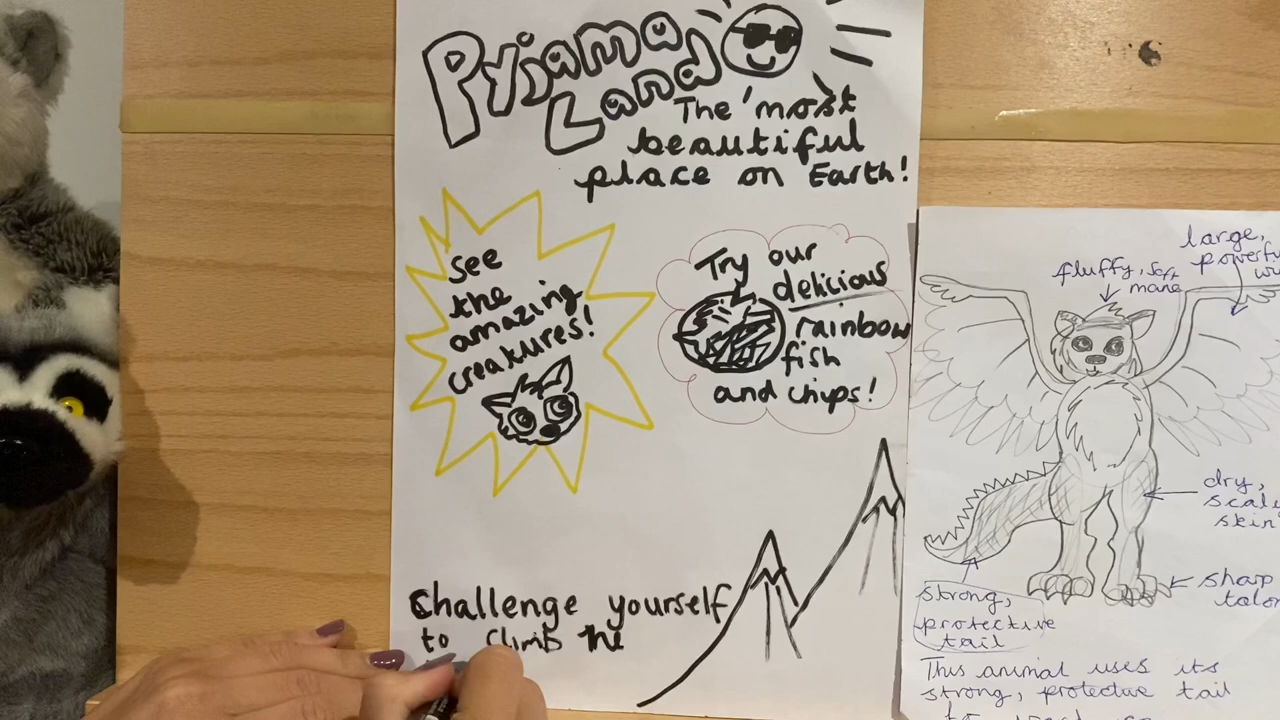 Pyjama
Land
The most
beautiful
place on Earth!
See
the
amazing
creatures!
Try our
delicious
rainbow
fish
and chips!
Challenge yourself
to climb the
large,
powerful
fluffy, soft
mane
dry,
scaly
skin
sharp
talon
strong,
protective
tail
This animal uses its
strong, protective tail